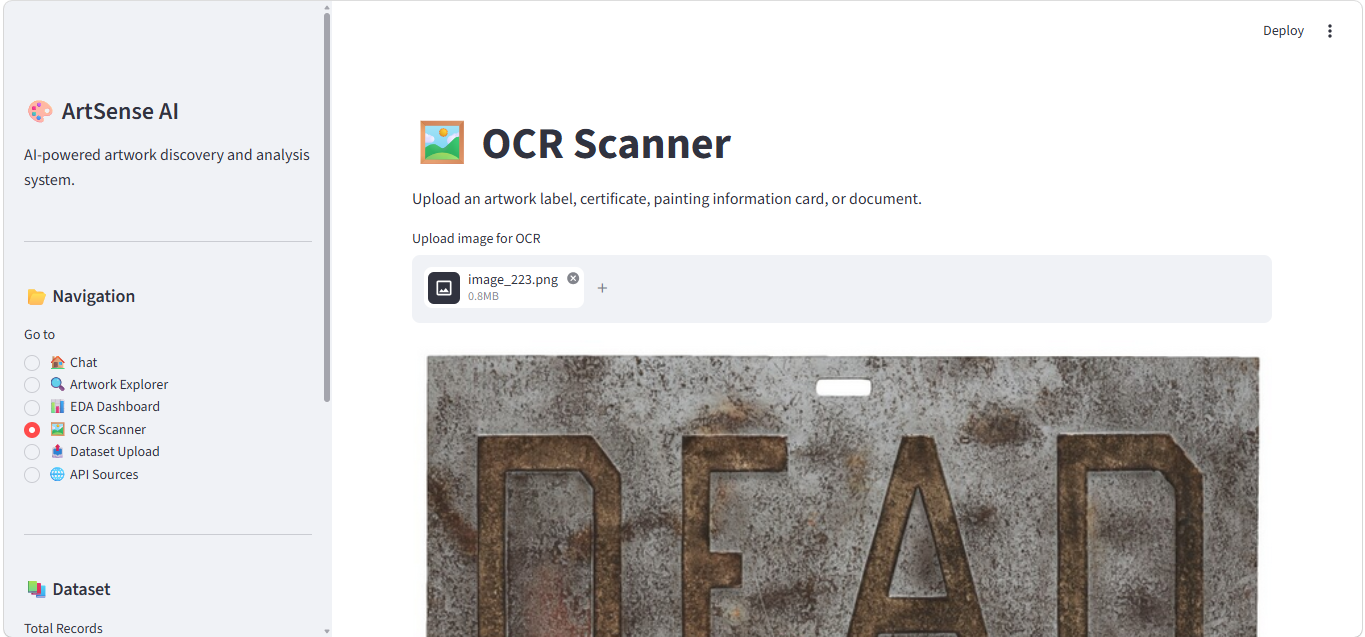 Deploy
ArtSense AI
AI-powered artwork discovery and analysis
system.
Navigation
Go to
Chat
Artwork Explorer
EDA Dashboard
OCR Scanner
Dataset Upload
API Sources
Dataset
Total Records
OCR Scanner
Upload an artwork label, certificate, painting information card, or document.
Upload image for OCR
image_223.png
0.8MB
DEAD